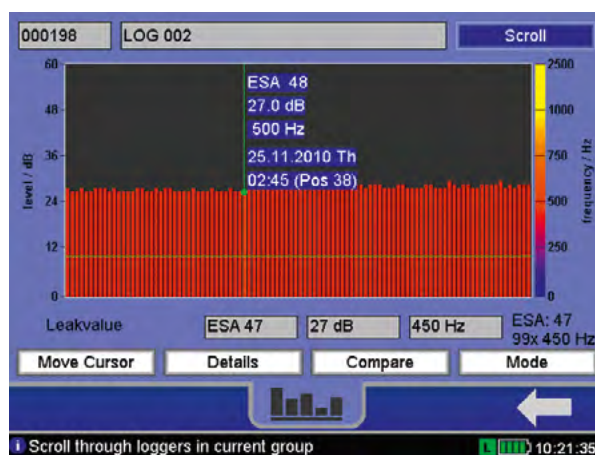 000198 LOG 002 Scroll
60 2500
ESA 48
27.0 dB
48 1000
500 Hz
25.11.2010 Th
36 750
02:45 (Pos 38)
level / dB
frequency / Hz
24 500
12 250
0 0
Leakvalue ESA 47 27 dB 450 Hz ESA: 47
99x 450 Hz
Move Cursor Details Compare Mode
i Scroll through loggers in current group L 10:21:35